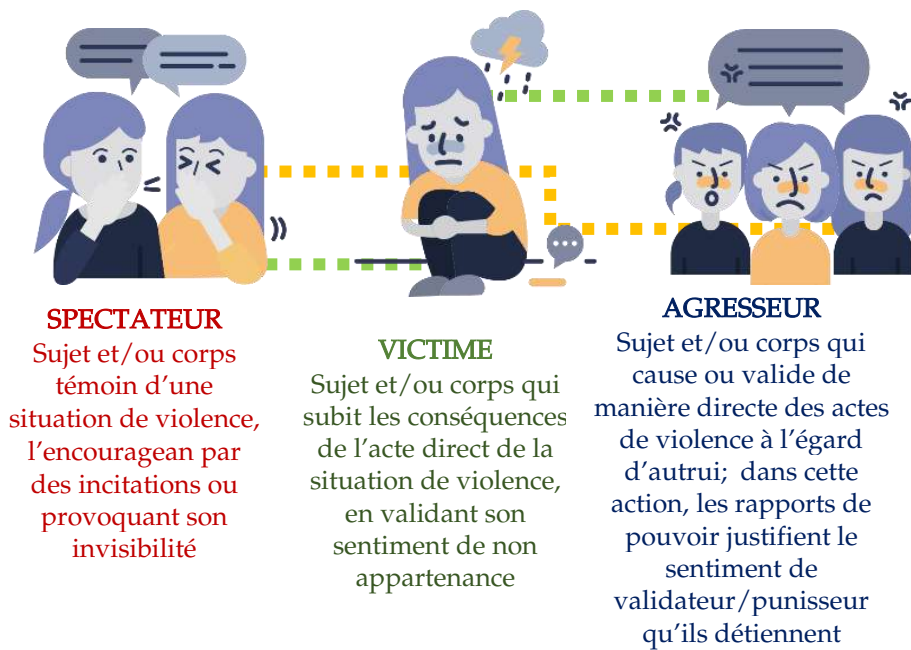 SPECTATEUR
Sujet et/ou corps
témoin d'une
situation de violence,
l'encouragean par
des incitations ou
provoquant son
invisibilité
VICTIME
Sujet et/ou corps qui
subit les conséquences
de l'acte direct de la
situation de violence,
en validant son
sentiment de non
appartenance
AGRESSEUR
Sujet et/ou corps qui
cause ou valide de
manière directe des actes
de violence à l'égard
d'autrui; dans cette
action, les rapports de
pouvoir justifient le
sentiment de
validateur/punisseur
qu'ils détiennent